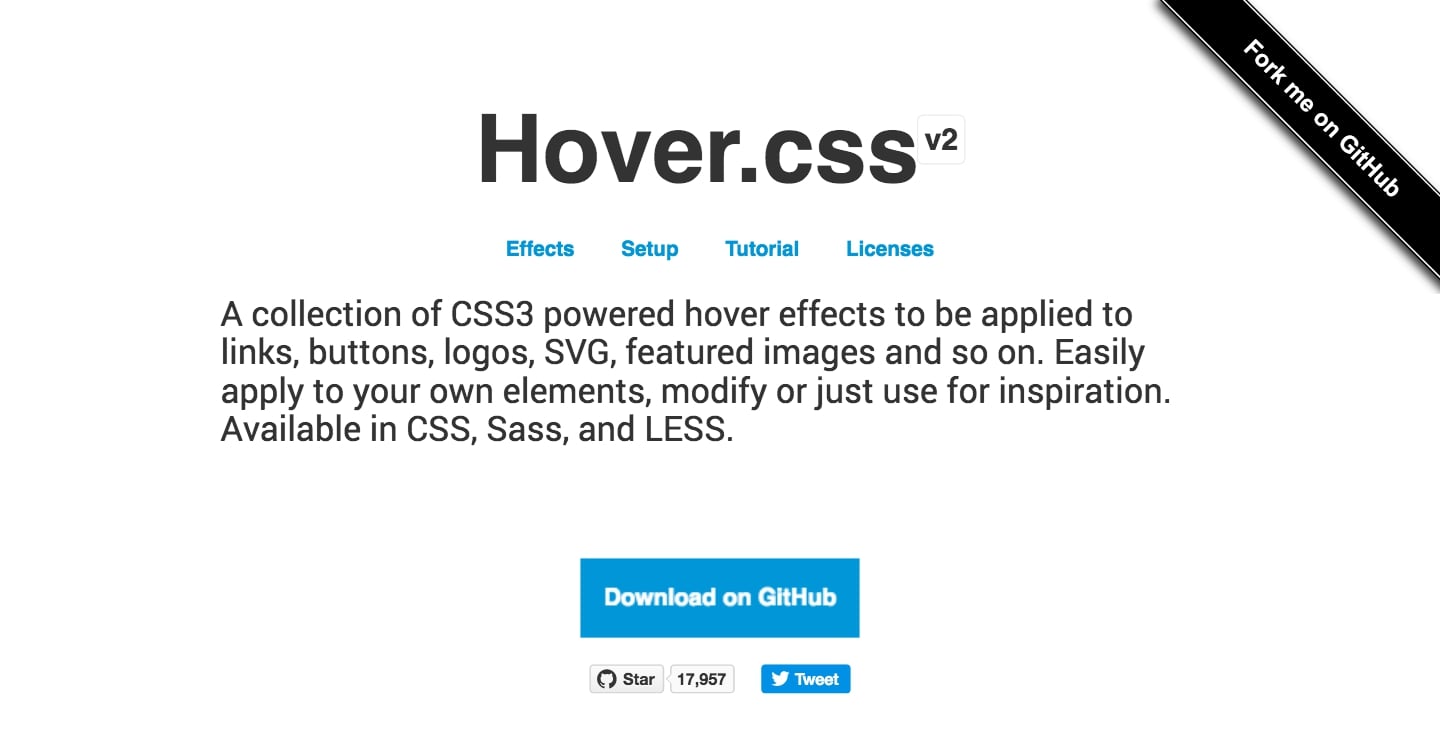 Fork me on GitHub
Hover.css v2
Effects Setup Tutorial Licenses
A collection of CSS3 powered hover effects to be applied to
links, buttons, logos, SVG, featured images and so on. Easily
apply to your own elements, modify or just use for inspiration.
Available in CSS, Sass, and LESS.
Download on GitHub
Star 17,957 Tweet